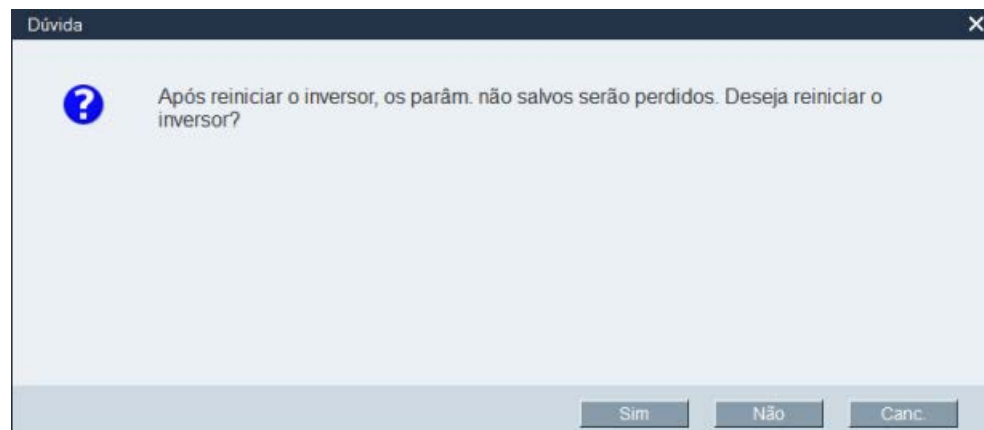 Dúvida
Após reiniciar o inversor, os parâm. não salvos serão perdidos. Deseja reiniciar o
inversor?
Sim
Não
Canc.